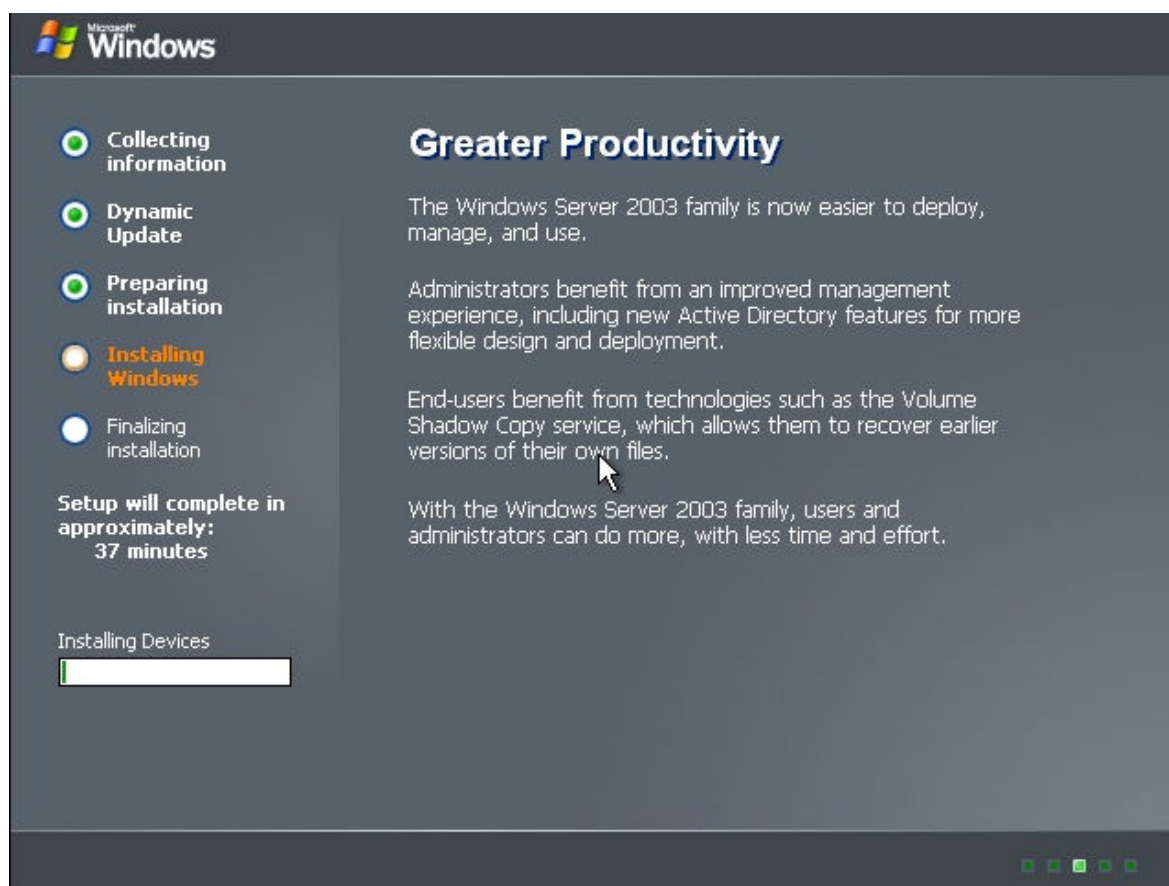 Microsoft
Windows
Collecting
information
Dynamic
Update
Preparing
installation
Installing
Windows
Finalizing
installation
Setup will complete in
approximately:
37 minutes
Installing Devices
Greater Productivity
The Windows Server 2003 family is now easier to deploy,
manage, and use.
Administrators benefit from an improved management
experience, including new Active Directory features for more
flexible design and deployment.
End-users benefit from technologies such as the Volume
Shadow Copy service, which allows them to recover earlier
versions of their own files.
With the Windows Server 2003 family, users and
administrators can do more, with less time and effort.